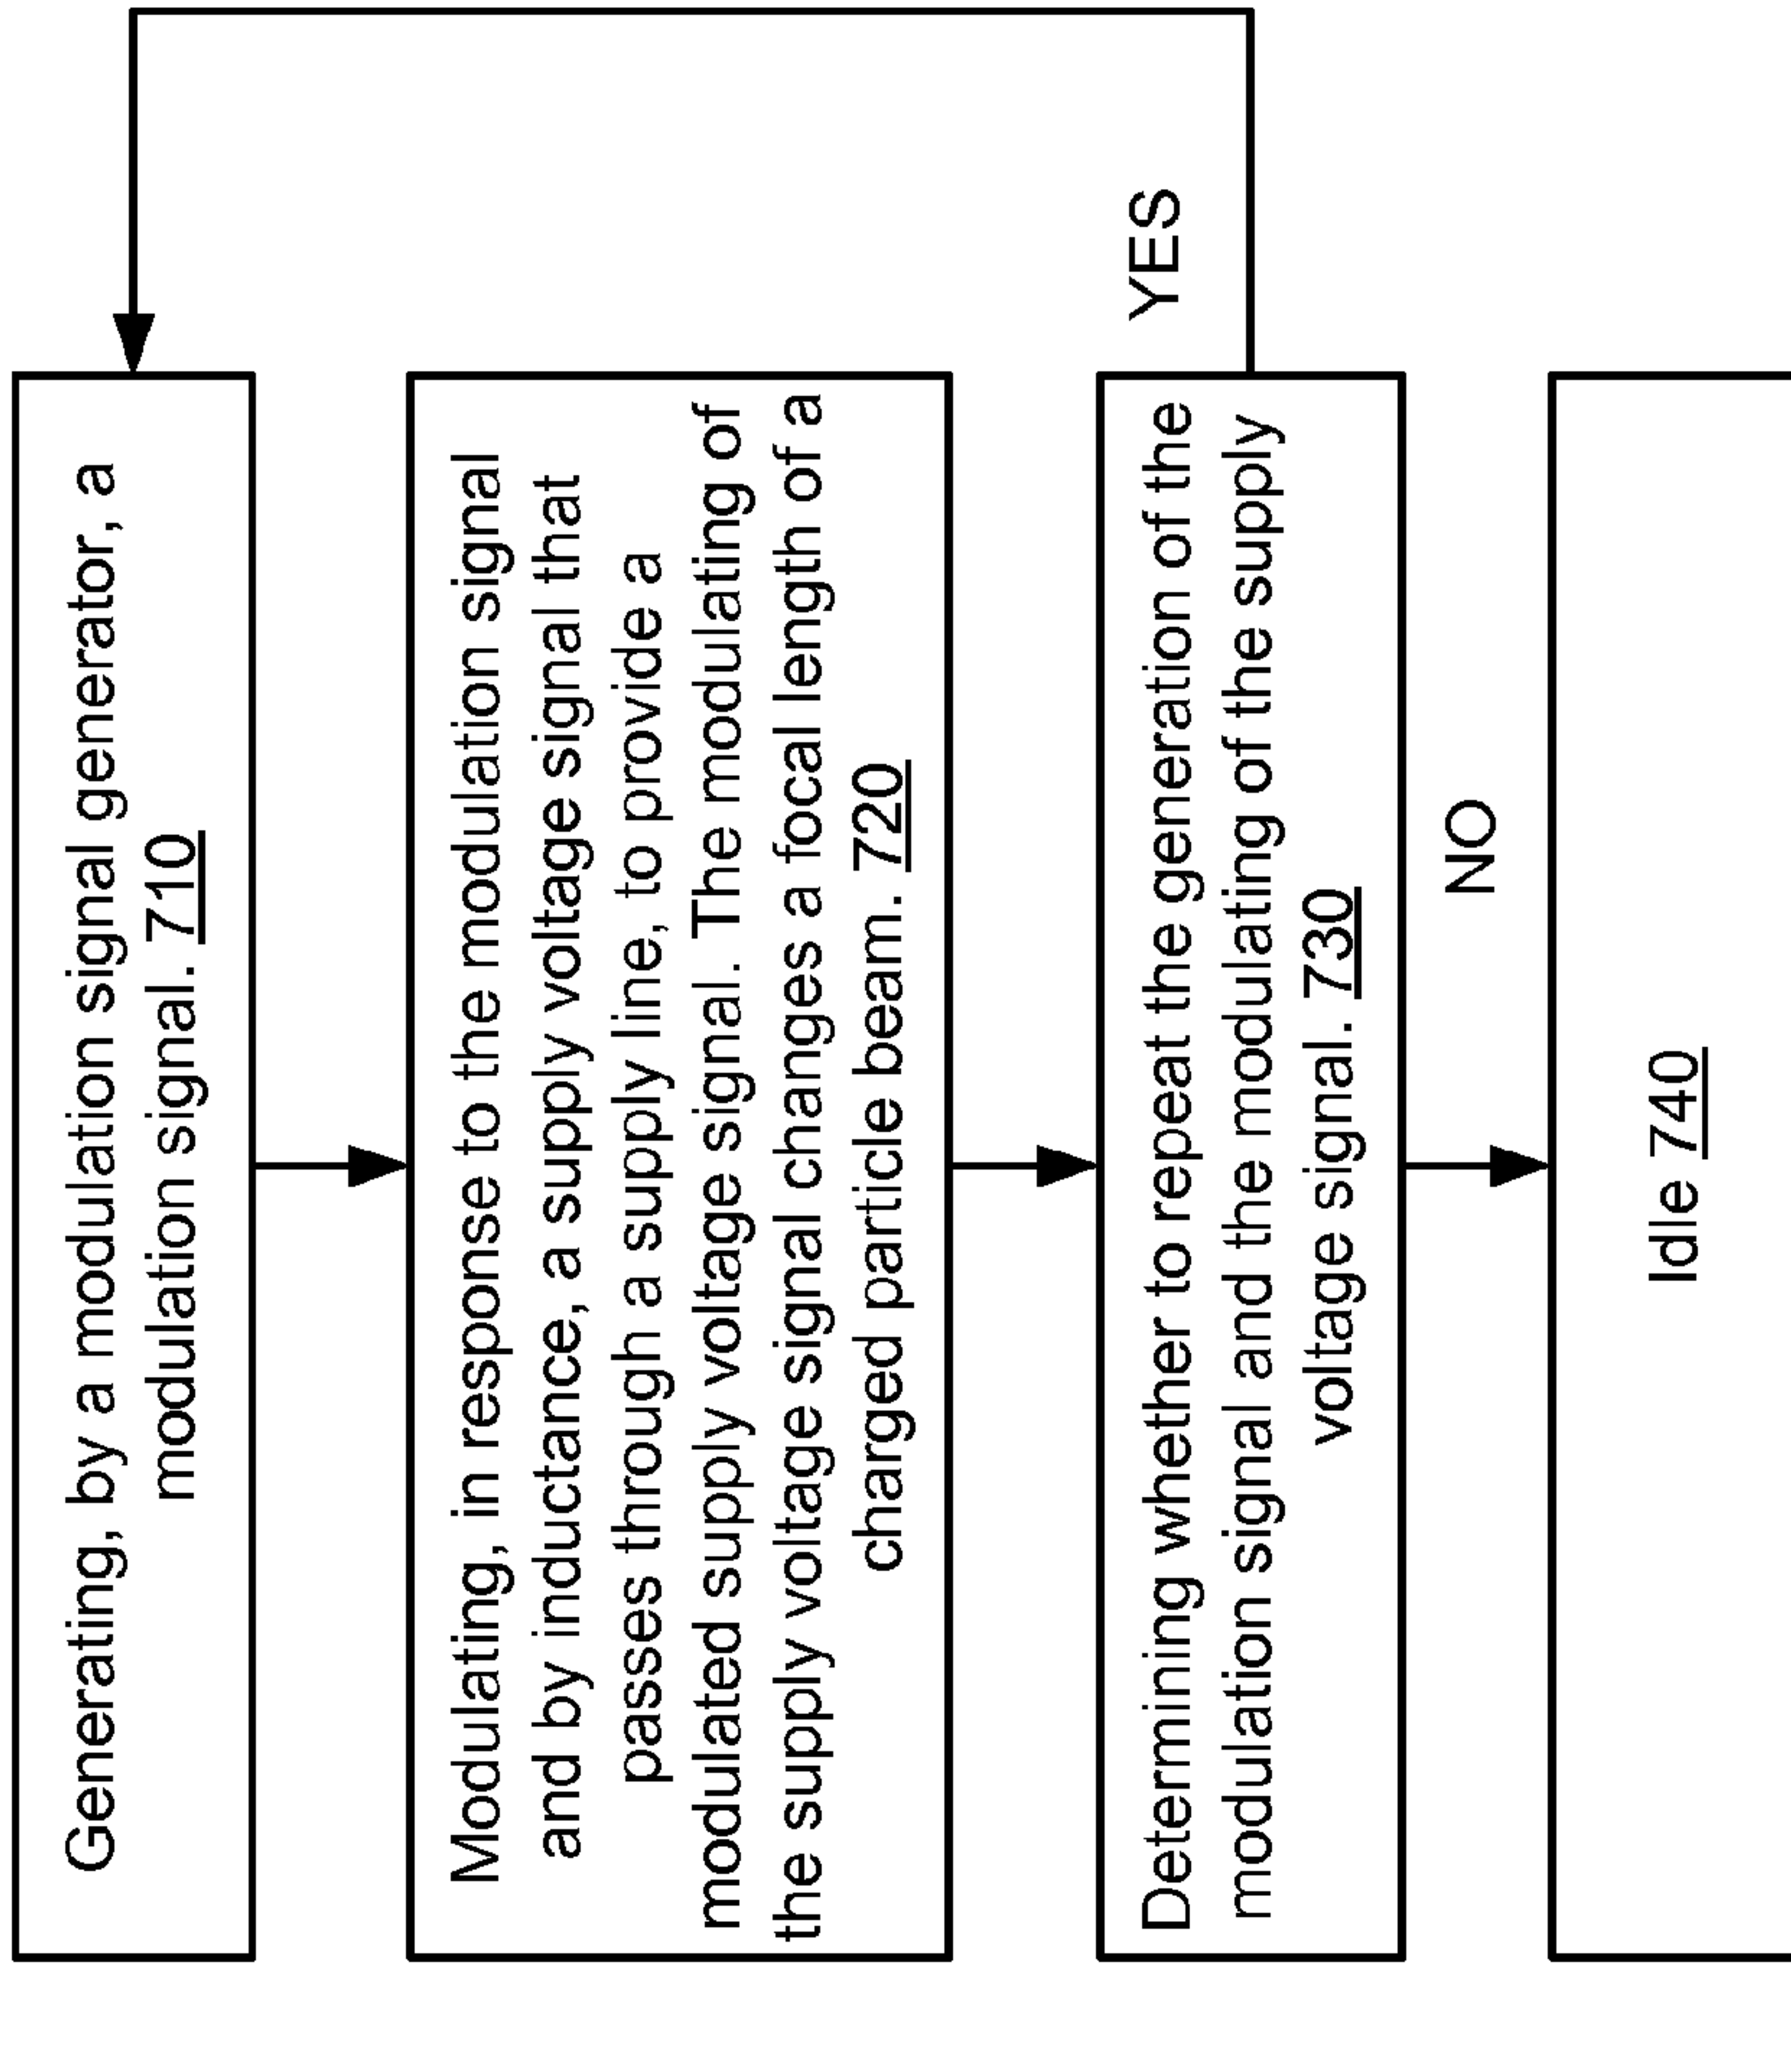 Generating, by a modulation signal generator, a
modulation signal. 710
Modulating, in response to the modulation signal
and by inductance, a supply voltage signal that
passes through a supply line, to provide a
modulated supply voltage signal. The modulating of
the supply voltage signal changes a focal length of a
charged particle beam. 720
Determining whether to repeat the generation of the
modulation signal and the modulating of the supply
voltage signal. 730
YES
NO
Idle 740